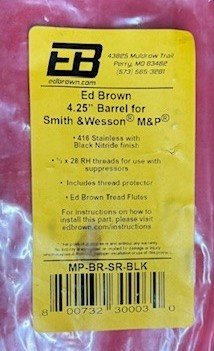 EB
edbrown.com
43825 Muldrow Trail
Perry, MO 63462
(573) 565-3261
Ed Brown
4.25" Barrel for
Smith &Wesson® M&P®
• 416 Stainless with
Black Nitride finish
• ½ x 28 RH threads for use with
suppressors
• Includes thread protector
• Ed Brown Tread Flutes
For instructions on how to
install this part, please visit
edbrown.com/instructions
MP-BR-SR-BLK
8 00732 30003 0